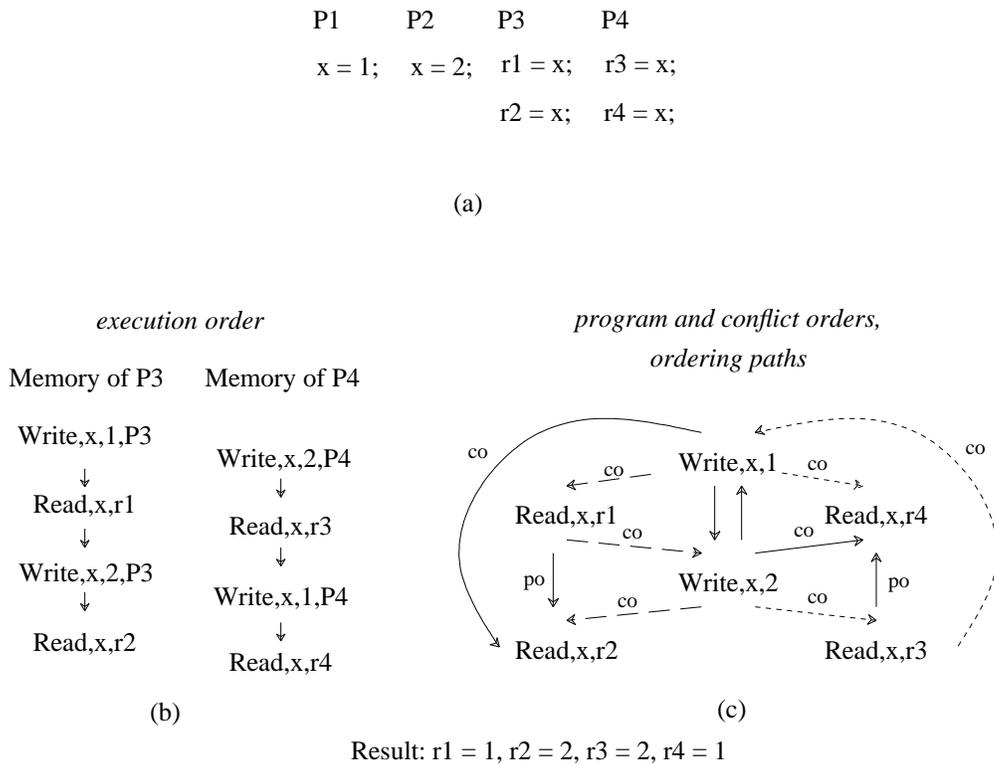 P1 P2 P3 P4
x = 1; x = 2; r1 = x; r3 = x;
r2 = x; r4 = x;
(a)
execution order
Memory of P3 Memory of P4
Write,x,1,P3
Write,x,2,P4
Read,x,r1
Read,x,r3
Write,x,2,P3
Write,x,1,P4
Read,x,r2
Read,x,r4
(b)
program and conflict orders,
ordering paths
co co
Write,x,1
co co
Read,x,r1 Read,x,r4
co co
po Write,x,2 po
co co
Read,x,r2 Read,x,r3
(c)
Result: r1 = 1, r2 = 2, r3 = 2, r4 = 1